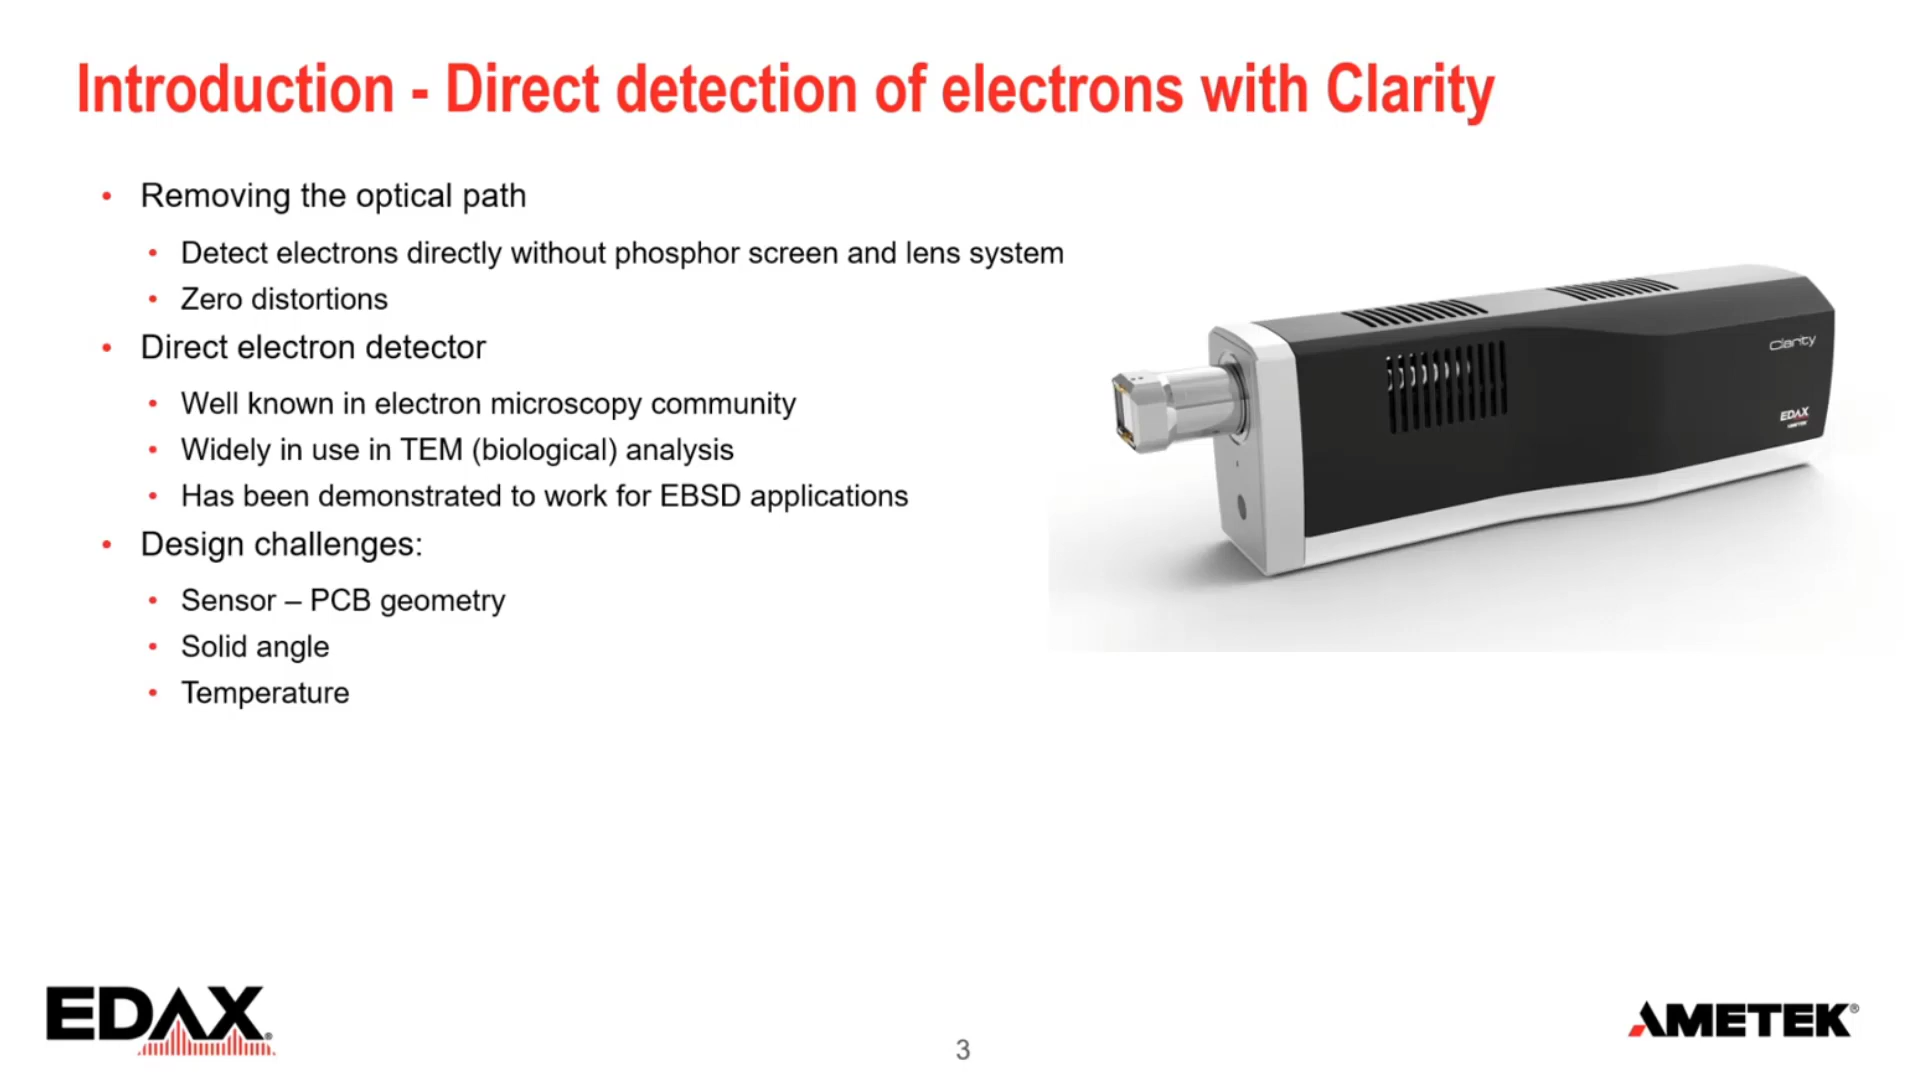 Introduction - Direct detection of electrons with Clarity
• Removing the optical path
• Detect electrons directly without phosphor screen and lens system
• Zero distortions
• Direct electron detector
• Well known in electron microscopy community
• Widely in use in TEM (biological) analysis
• Has been demonstrated to work for EBSD applications
• Design challenges:
• Sensor – PCB geometry
• Solid angle
• Temperature
Clarity
EDAX
AMETEK
EDAX®
3
AMETEK®